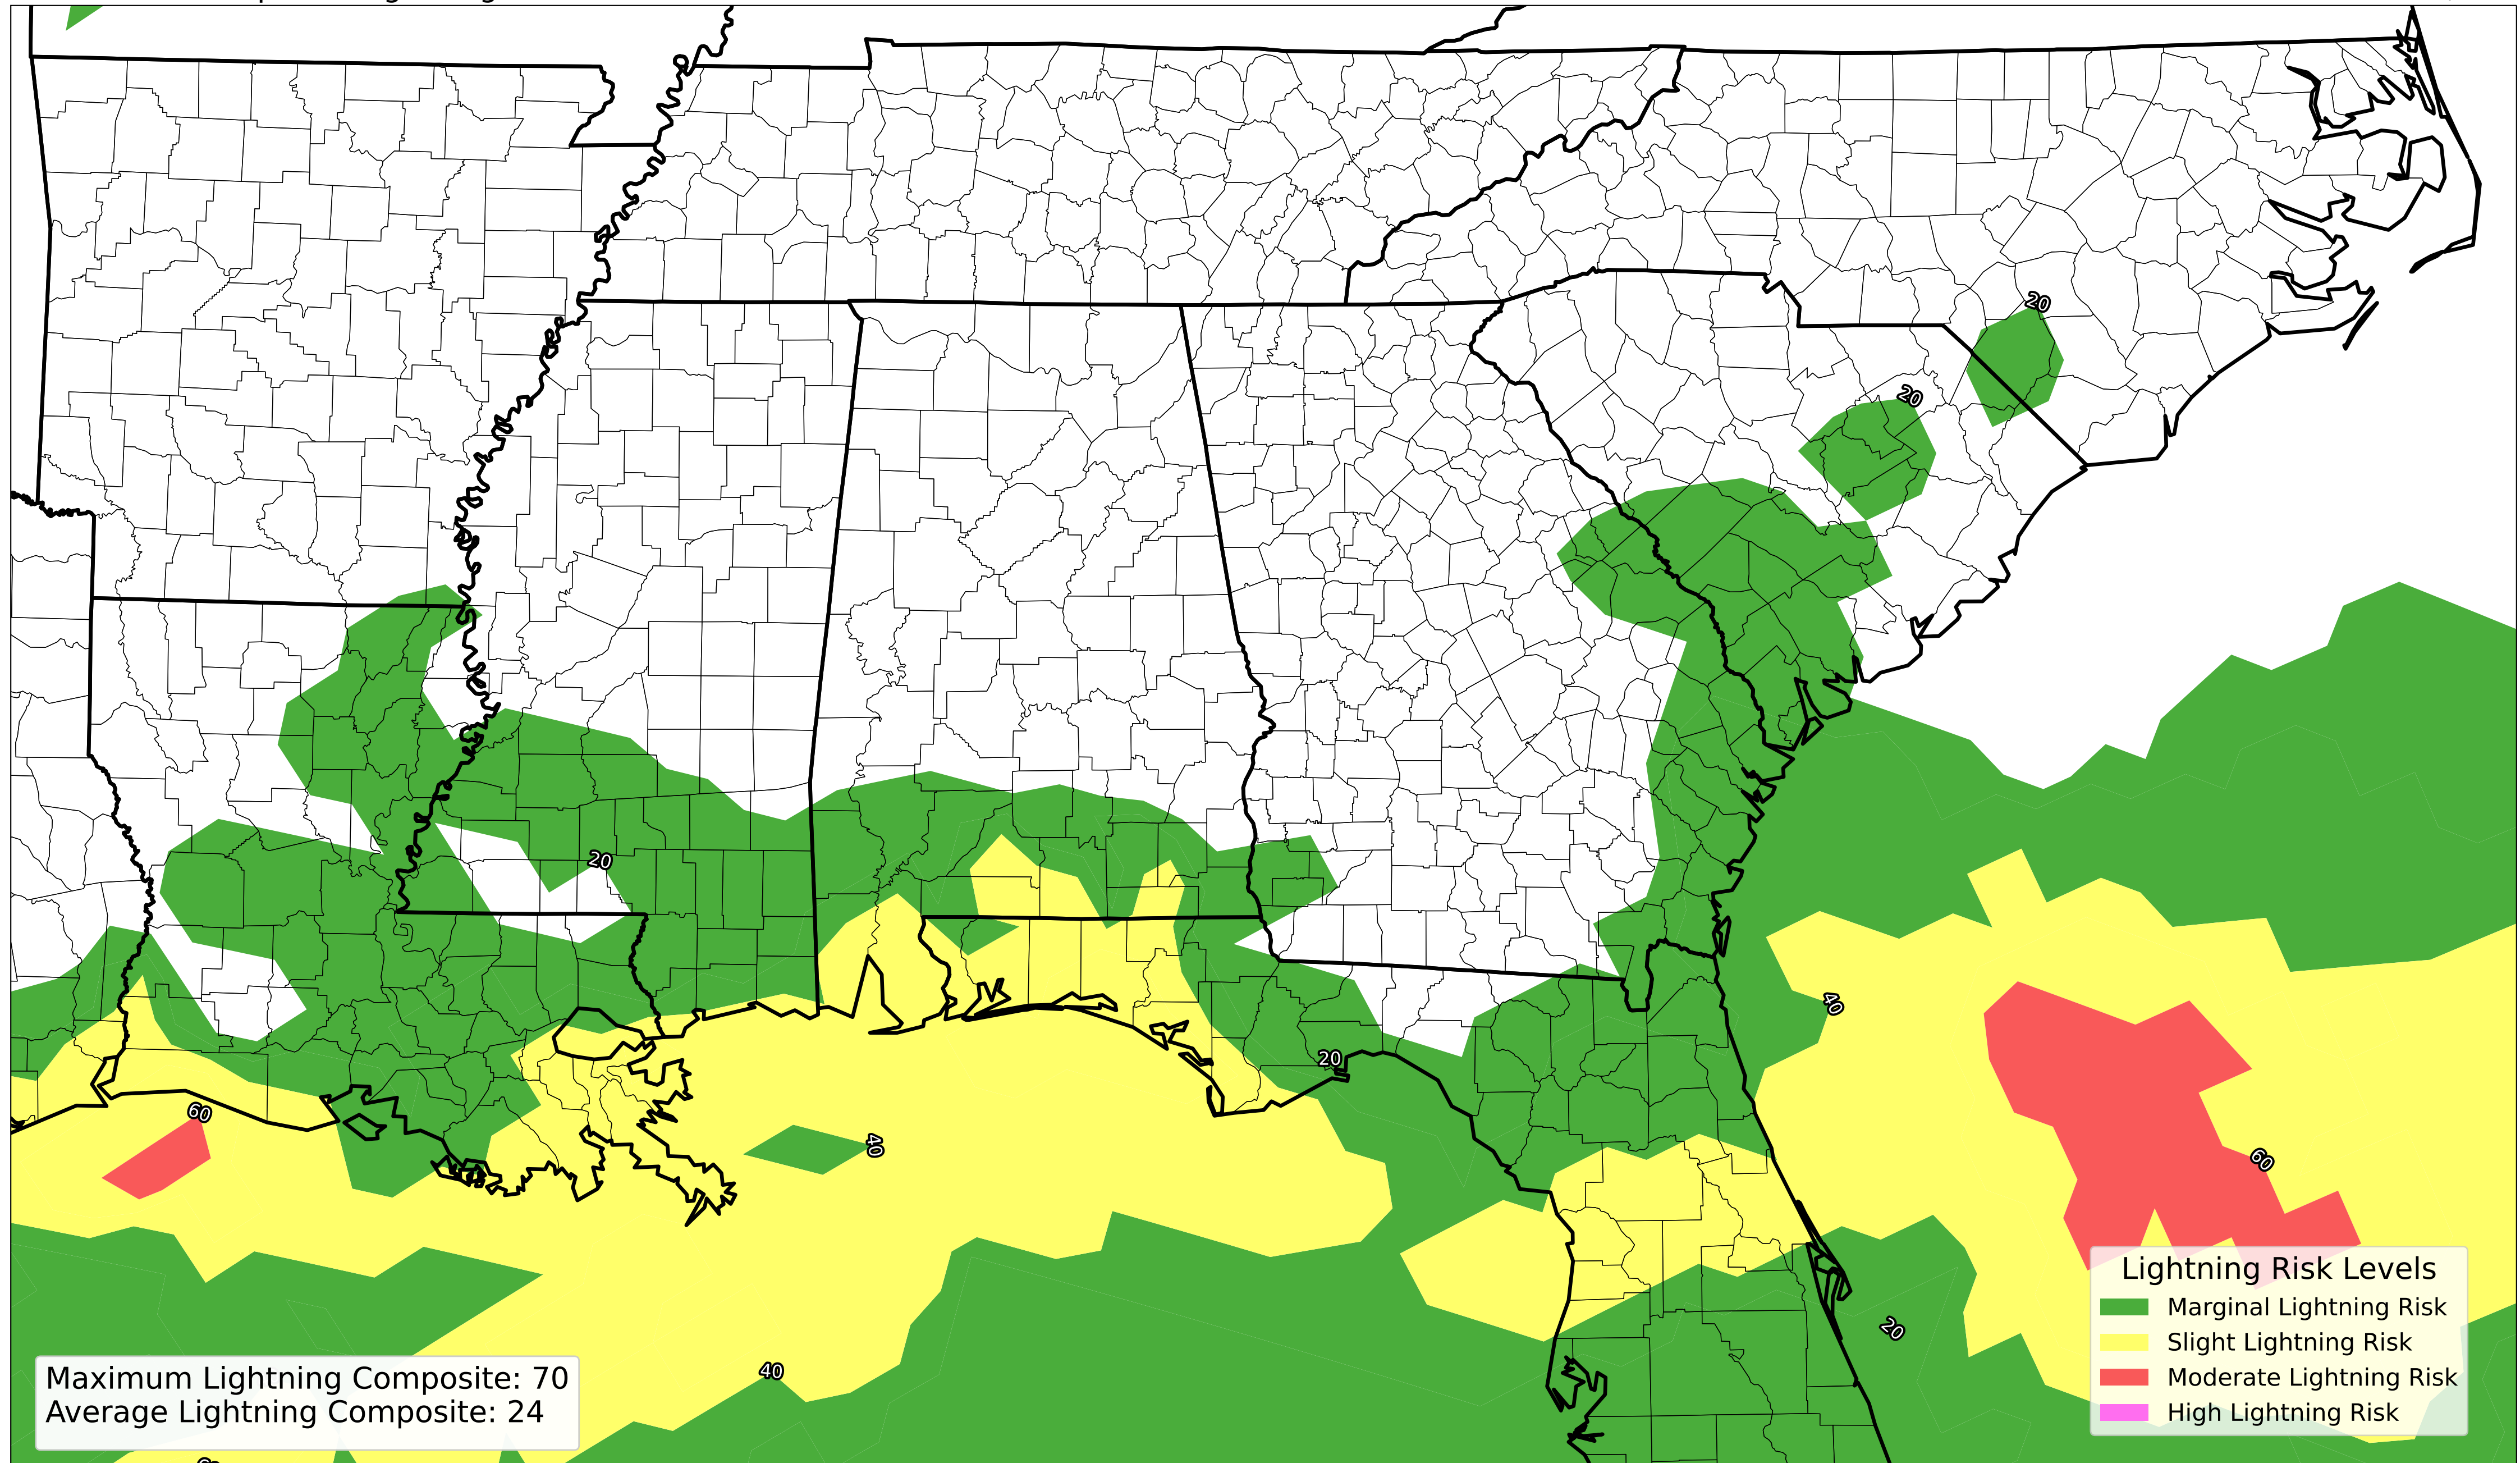 20
20
20
40
20
60
40
60
20
40
Maximum Lightning Composite: 70
Average Lightning Composite: 24
Lightning Risk Levels
Marginal Lightning Risk
Slight Lightning Risk
Moderate Lightning Risk
High Lightning Risk